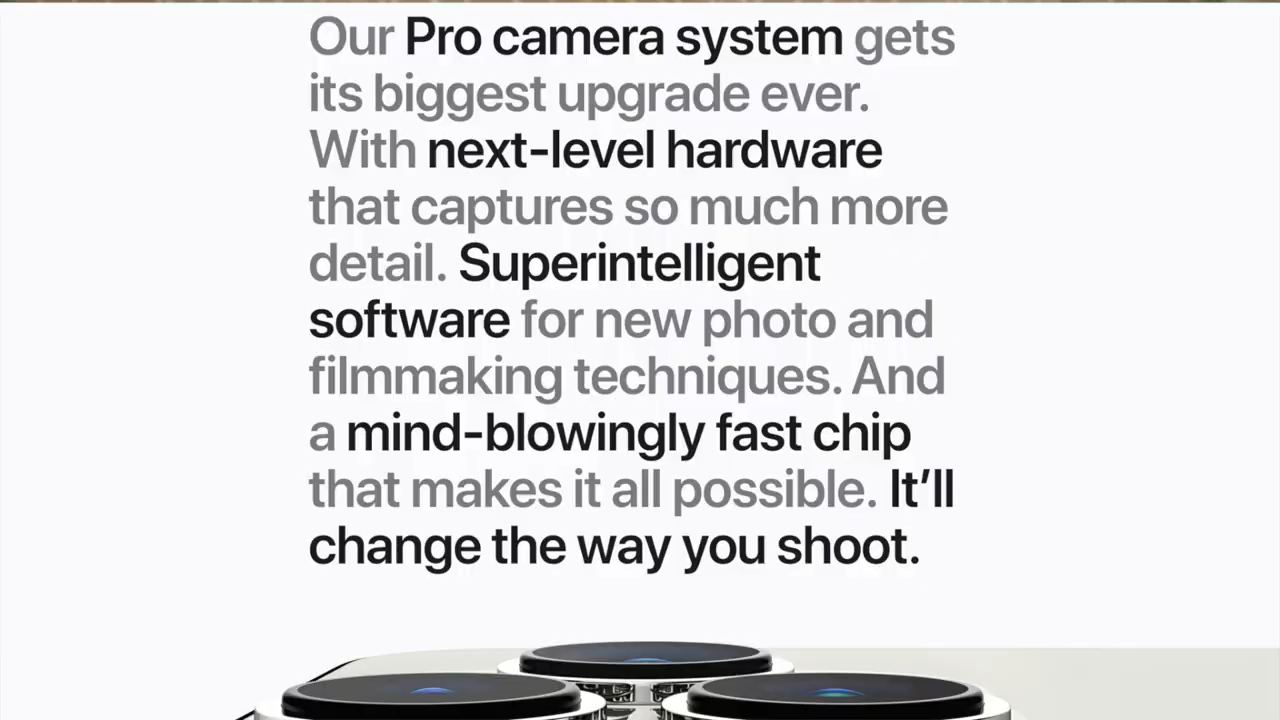 Our Pro camera system gets
its biggest upgrade ever.
With next-level hardware
that captures so much more
detail. Superintelligent
software for new photo and
filmmaking techniques. And
a mind-blowingly fast chip
that makes it all possible. It’ll
change the way you shoot.